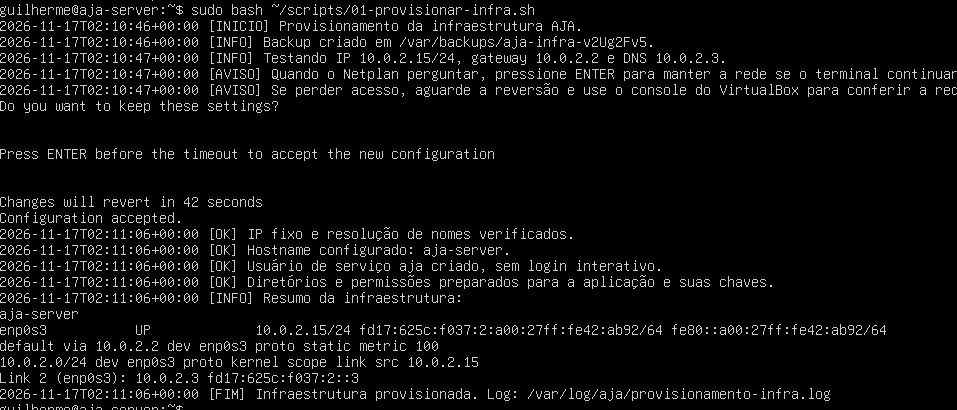 guilherme@aja-server:~$ sudo bash ~/scripts/01-provisionar-infra.sh
2026-11-17T02:10:46+00:00 [INICIO] Provisionamento da infraestrutura AJA.
2026-11-17T02:10:46+00:00 [INFO] Backup criado em /var/backups/aja-infra-v2Ug2Fv5.
2026-11-17T02:10:47+00:00 [INFO] Testando IP 10.0.2.15/24, gateway 10.0.2.2 e DNS 10.0.2.3.
2026-11-17T02:10:47+00:00 [AVISO] Quando o Netplan perguntar, pressione ENTER para manter a rede se o terminal continuar
2026-11-17T02:10:47+00:00 [AVISO] Se perder acesso, aguarde a reversão e use o console do VirtualBox para conferir a
Do you want to keep these settings?
Press ENTER before the timeout to accept the new configuration
Changes will revert in 42 seconds
Configuration accepted.
2026-11-17T02:11:06+00:00 [OK] IP fixo e resolução de nomes verificados.
2026-11-17T02:11:06+00:00 [OK] Hostname configurado: aja-server.
2026-11-17T02:11:06+00:00 [OK] Usuário de serviço aja criado, sem login interativo.
2026-11-17T02:11:06+00:00 [OK] Diretórios e permissões preparados para a aplicação e suas chaves.
2026-11-17T02:11:06+00:00 [INFO] Resumo da infraestrutura:
aja-server
enp0s3 UP 10.0.2.15/24 fd17:625c:f037:2:a00:27ff:fe42:ab92/64 fe80::a00:27ff:fe42:ab92/64
default via 10.0.2.2 dev enp0s3 proto static metric 100
10.0.2.0/24 dev enp0s3 proto kernel scope link src 10.0.2.15
Link 2 (enp0s3): 10.0.2.3 fd17:625c:f037:2::3
2026-11-17T02:11:06+00:00 [FIM] Infraestrutura provisionada. Log: /var/log/aja/provisionamento-infra.log
guilherme@aja-server:~$